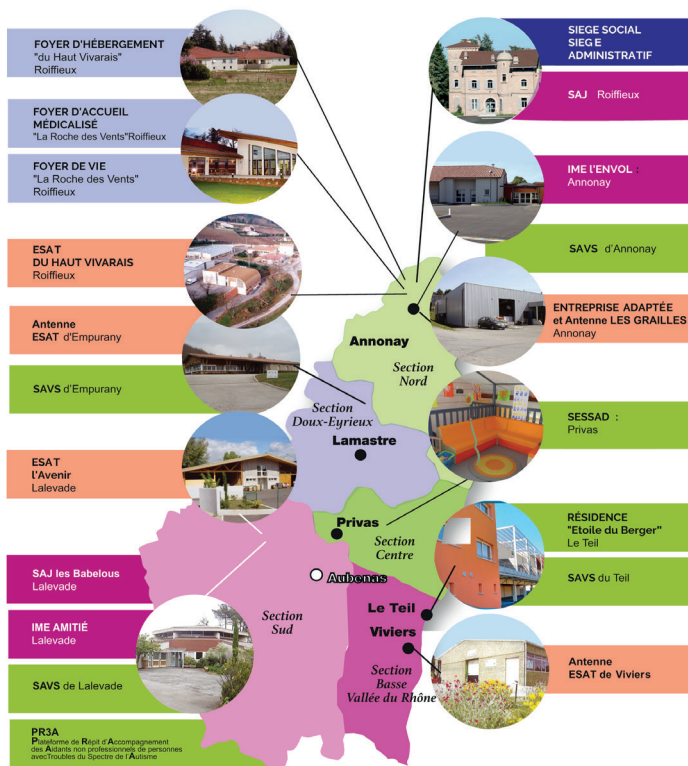 FOYER D'HÉBERGEMENT
"du Haut Vivarais"
Roiffieux
FOYER D'ACCUEIL
MÉDICALISÉ
"La Roche des Vents"Roiffieux
FOYER DE VIE
"La Roche des Vents"
Roiffieux
ESAT
DU HAUT VIVARAIS
Roiffieux
Antenne
ESAT d'Empurany
SAVS d'Empurany
ESAT
l'Avenir
Lalevade
SAJ les Babelous
Lalevade
IME AMITIÉ
Lalevade
SAVS de Lalevade
PR3A
Plateforme de Répit d'Accompagnement
des Aidants non professionnels de personnes
avecTroubles du Spectre de l'Autisme
Annonay
Section
Nord
Section
Doux-Eyrieux
Lamastre
Privas
Section
Centre
Aubenas
Section
Sud
Le Teil
Viviers
Section
Basse
Vallée du Rhône
SIEGE SOCIAL
SIEGE
ADMINISTRATIF
SAJ Roiffieux
IME l'ENVOL :
Annonay
SAVS d'Annonay
ENTREPRISE ADAPTÉE
et Antenne LES GRAILLES
Annonay
SESSAD :
Privas
RÉSIDENCE
"Etoile du Berger"
Le Teil
SAVS du Teil
Antenne
ESAT de Viviers